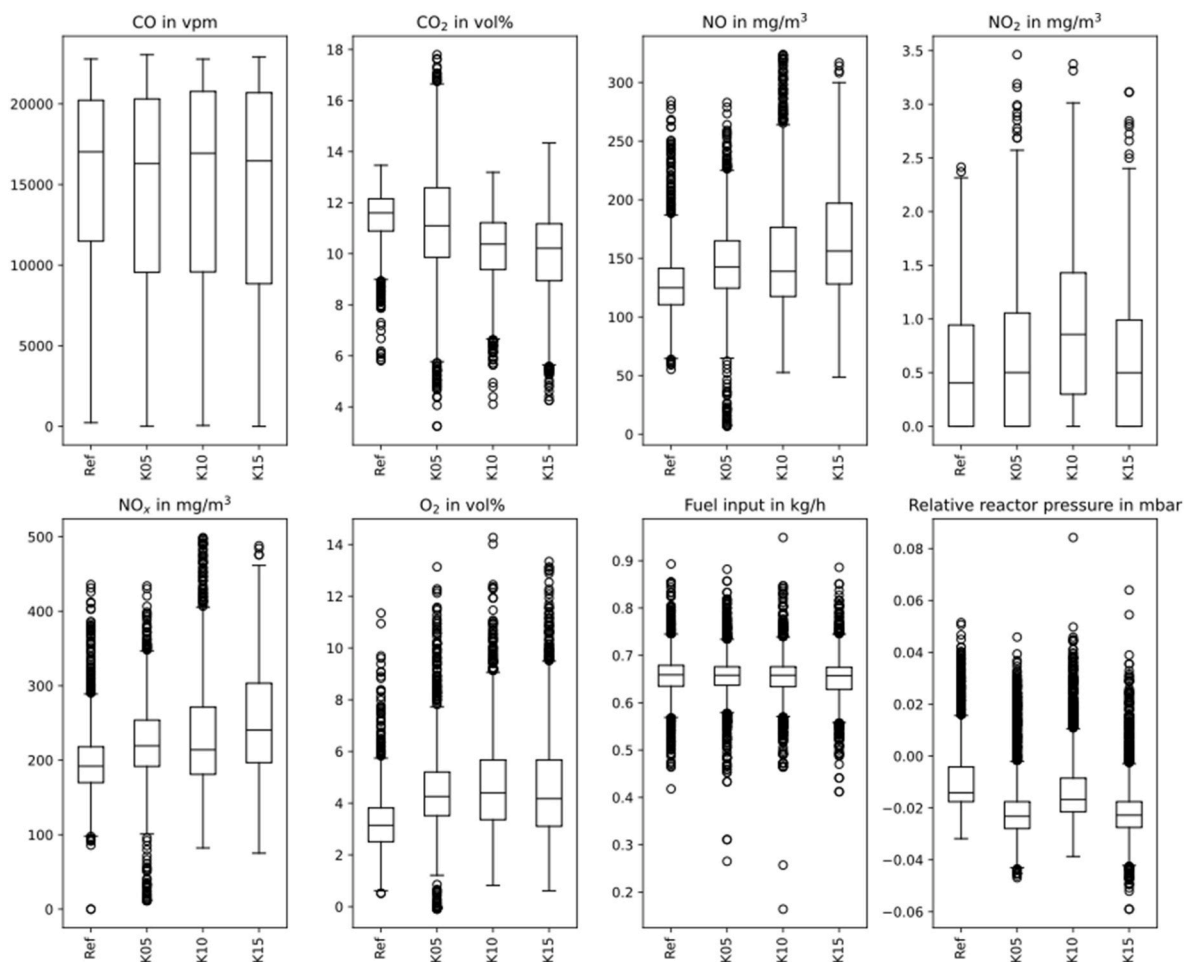 CO in vpm
20000
15000
10000
5000
0
Ref
K05
K10
K15
CO₂ in vol%
18
16
14
12
10
8
6
4
Ref
K05
K10
K15
NO in mg/m³
300
250
200
150
100
50
0
Ref
K05
K10
K15
NO₂ in mg/m³
3.5
3.0
2.5
2.0
1.5
1.0
0.5
0.0
Ref
K05
K10
K15
NOₓ in mg/m³
500
400
300
200
100
0
Ref
K05
K10
K15
O₂ in vol%
14
12
10
8
6
4
2
0
Ref
K05
K10
K15
Fuel input in kg/h
0.9
0.8
0.7
0.6
0.5
0.4
0.3
0.2
Ref
K05
K10
K15
Relative reactor pressure in mbar
0.08
0.06
0.04
0.02
0.00
−0.02
−0.04
−0.06
Ref
K05
K10
K15